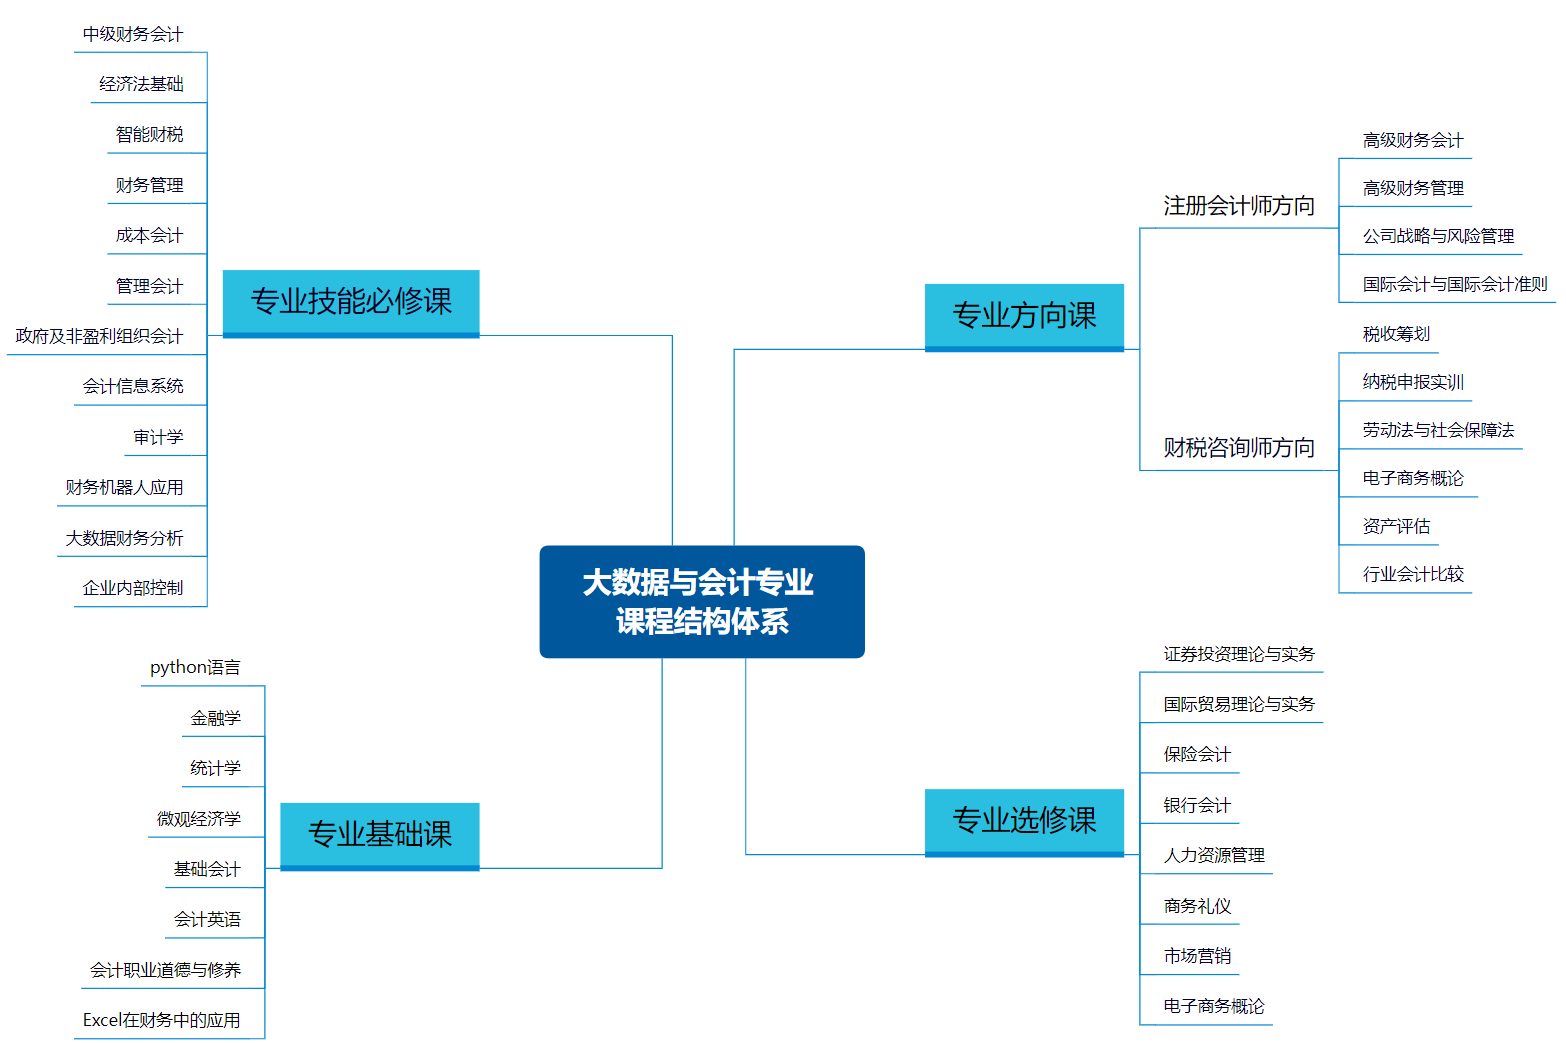 中级财务会计
经济法基础
智能财税
财务管理
成本会计
管理会计
政府及非盈利组织会计
会计信息系统
审计学
财务机器人应用
大数据财务分析
企业内部控制
专业技能必修课
python语言
金融学
统计学
微观经济学
基础会计
会计英语
会计职业道德与修养
Excel在财务中的应用
专业基础课
大数据与会计专业
课程结构体系
专业方向课
注册会计师方向
高级财务会计
高级财务管理
公司战略与风险管理
国际会计与国际会计准则
财税咨询师方向
税收筹划
纳税申报实训
劳动法与社会保障法
电子商务概论
资产评估
行业会计比较
专业选修课
证券投资理论与实务
国际贸易理论与实务
保险会计
银行会计
人力资源管理
商务礼仪
市场营销
电子商务概论